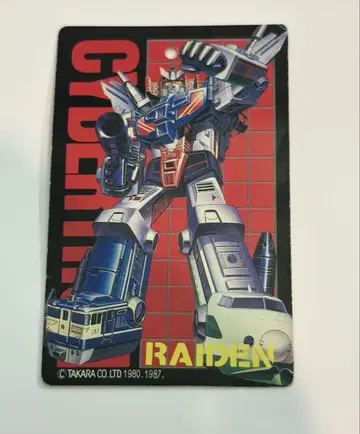 RAIDEN
© TAKARA CO. LTD. 1980. 1987.